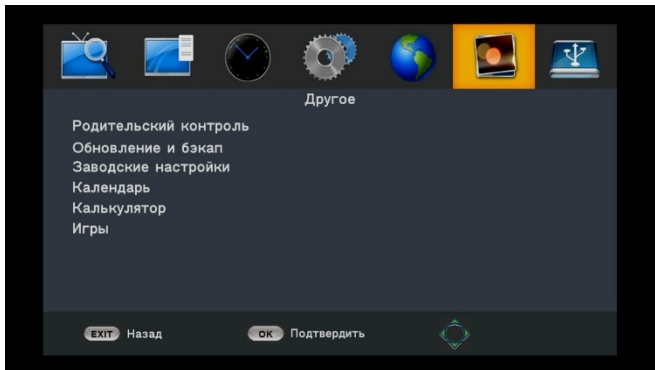 Другое
Родительский контроль
Обновление и бэкап
Заводские настройки
Календарь
Калькулятор
Игры
EXIT Назад OK Подтвердить